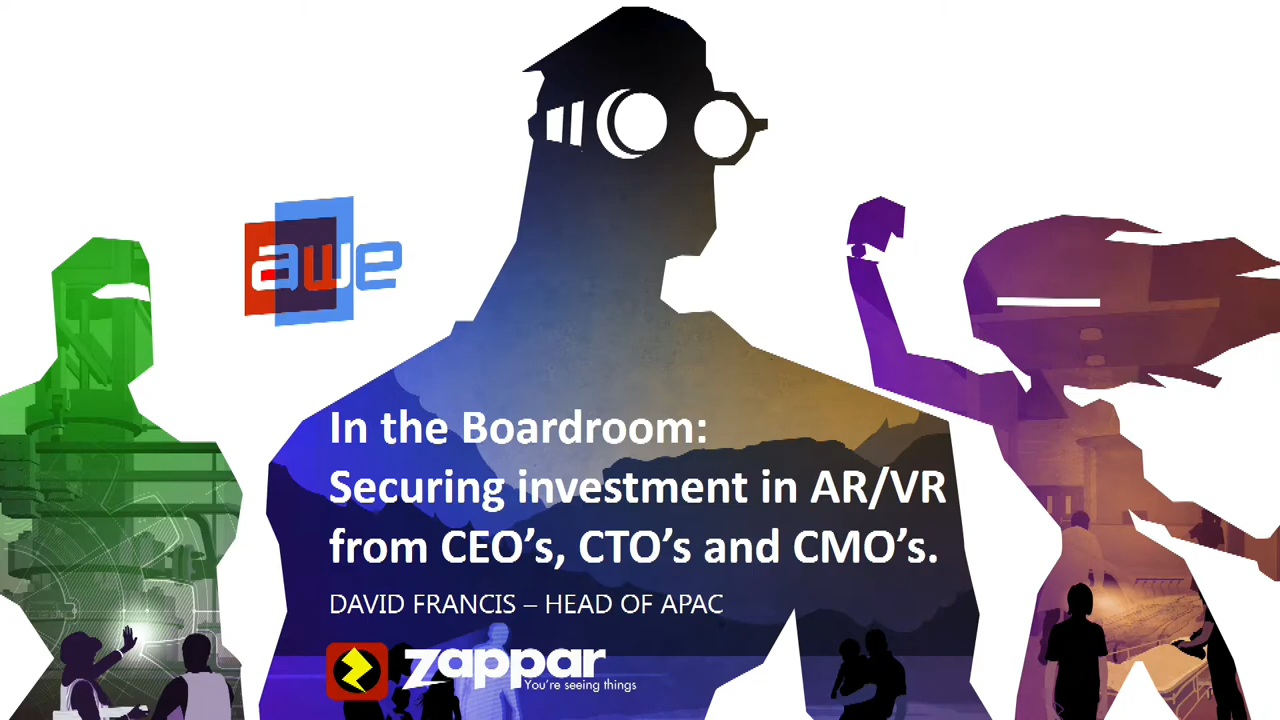 awe
In the Boardroom:
Securing investment in AR/VR
from CEO’s, CTO’s and CMO’s.
DAVID FRANCIS – HEAD OF APAC
zappar
You’re seeing things